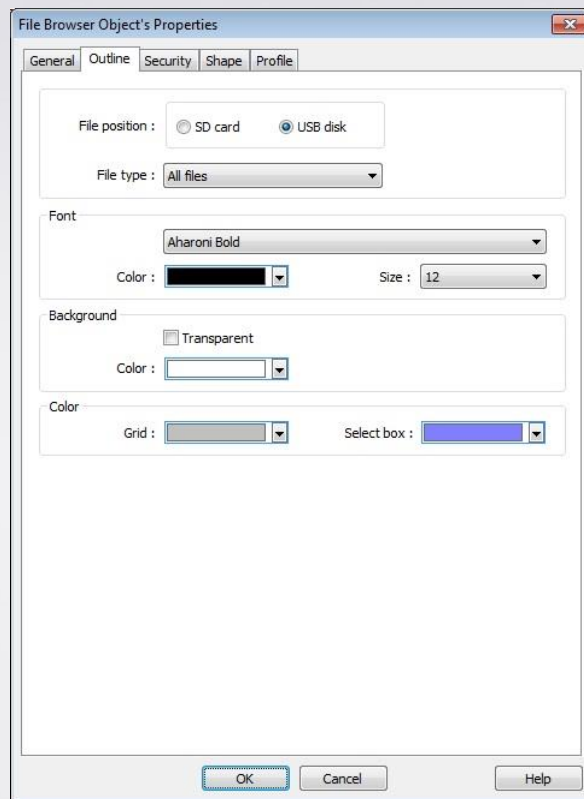 File Browser Object's Properties
General Outline Security Shape Profile
File position : SD card USB disk
File type : All files
Font
Aharoni Bold
Color : Size : 12
Background
Transparent
Color :
Color
Grid : Select box :
OK Cancel Help